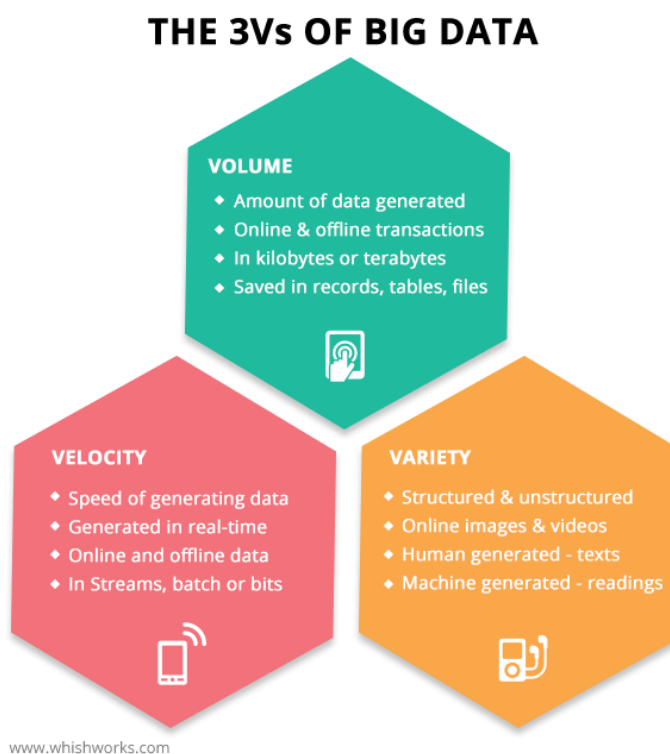 THE 3Vs OF BIG DATA
VOLUME
Amount of data generated
Online & offline transactions
In kilobytes or terabytes
Saved in records, tables, files
VELOCITY
Speed of generating data
Generated in real-time
Online and offline data
In Streams, batch or bits
VARIETY
Structured & unstructured
Online images & videos
Human generated - texts
Machine generated - readings
www.whishworks.com